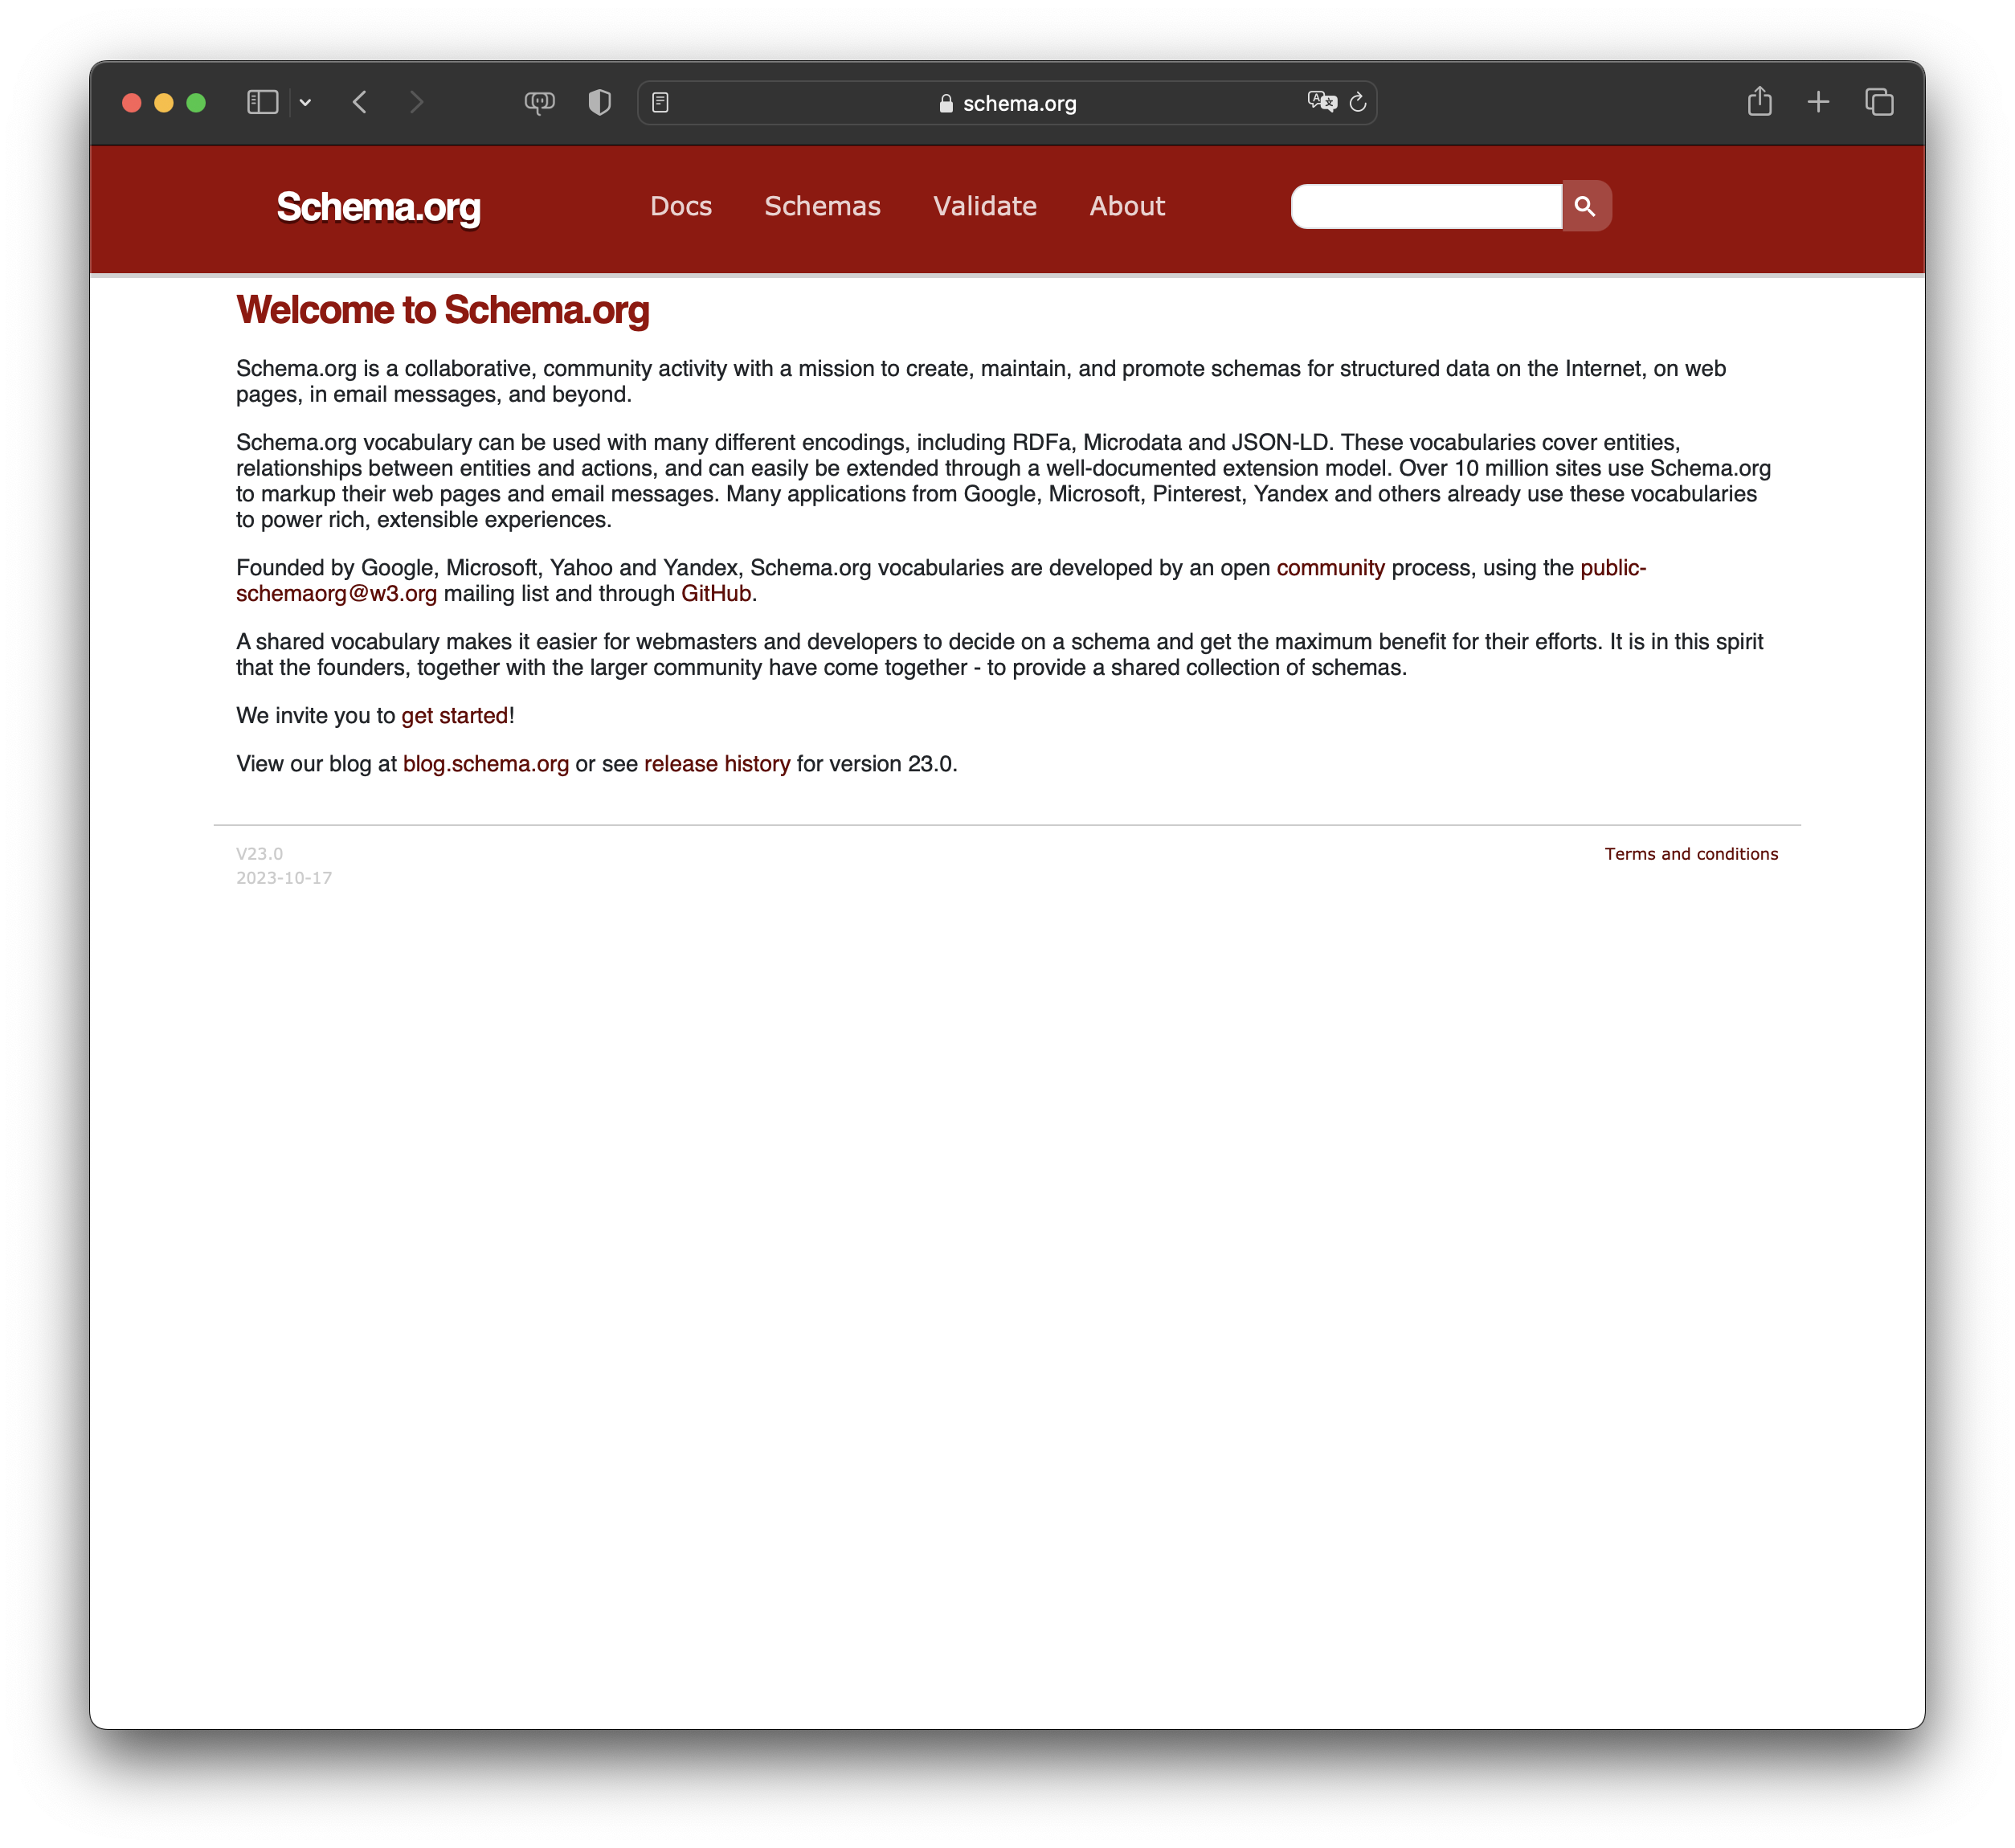 schema.org
Schema.org
Docs Schemas Validate About
Welcome to Schema.org
Schema.org is a collaborative, community activity with a mission to create, maintain, and promote schemas for structured data on the Internet, on web
pages, in email messages, and beyond.
Schema.org vocabulary can be used with many different encodings, including RDFa, Microdata and JSON-LD. These vocabularies cover entities,
relationships between entities and actions, and can easily be extended through a well-documented extension model. Over 10 million sites use Schema.org
to markup their web pages and email messages. Many applications from Google, Microsoft, Pinterest, Yandex and others already use these vocabularies
to power rich, extensible experiences.
Founded by Google, Microsoft, Yahoo and Yandex, Schema.org vocabularies are developed by an open community process, using the public-
schemaorg@w3.org mailing list and through GitHub.
A shared vocabulary makes it easier for webmasters and developers to decide on a schema and get the maximum benefit for their efforts. It is in this spirit
that the founders, together with the larger community have come together - to provide a shared collection of schemas.
We invite you to get started!
View our blog at blog.schema.org or see release history for version 23.0.
V23.0 Terms and conditions
2023-10-17